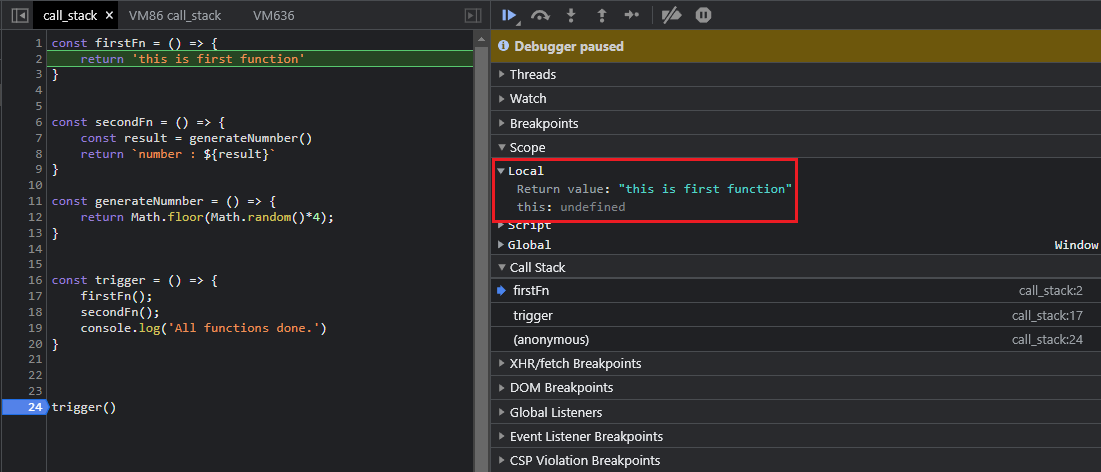 call_stack × VM86 call_stack VM636
1 const firstFn = () => {
2 return 'this is first function'
3 }
4
5
6 const secondFn = () => {
7 const result = generateNumnber()
8 return `number : ${result}`
9 }
10
11 const generateNumnber = () => {
12 return Math.floor(Math.random()*4);
13 }
14
15
16 const trigger = () => {
17 firstFn();
18 secondFn();
19 console.log('All functions done.')
20 }
21
22
23
24 trigger()
Debugger paused
Threads
Watch
Breakpoints
Scope
Local
Return value: "this is first function"
this: undefined
Script
Global Window
Call Stack
firstFn call_stack:2
trigger call_stack:17
(anonymous) call_stack:24
XHR/fetch Breakpoints
DOM Breakpoints
Global Listeners
Event Listener Breakpoints
CSP Violation Breakpoints